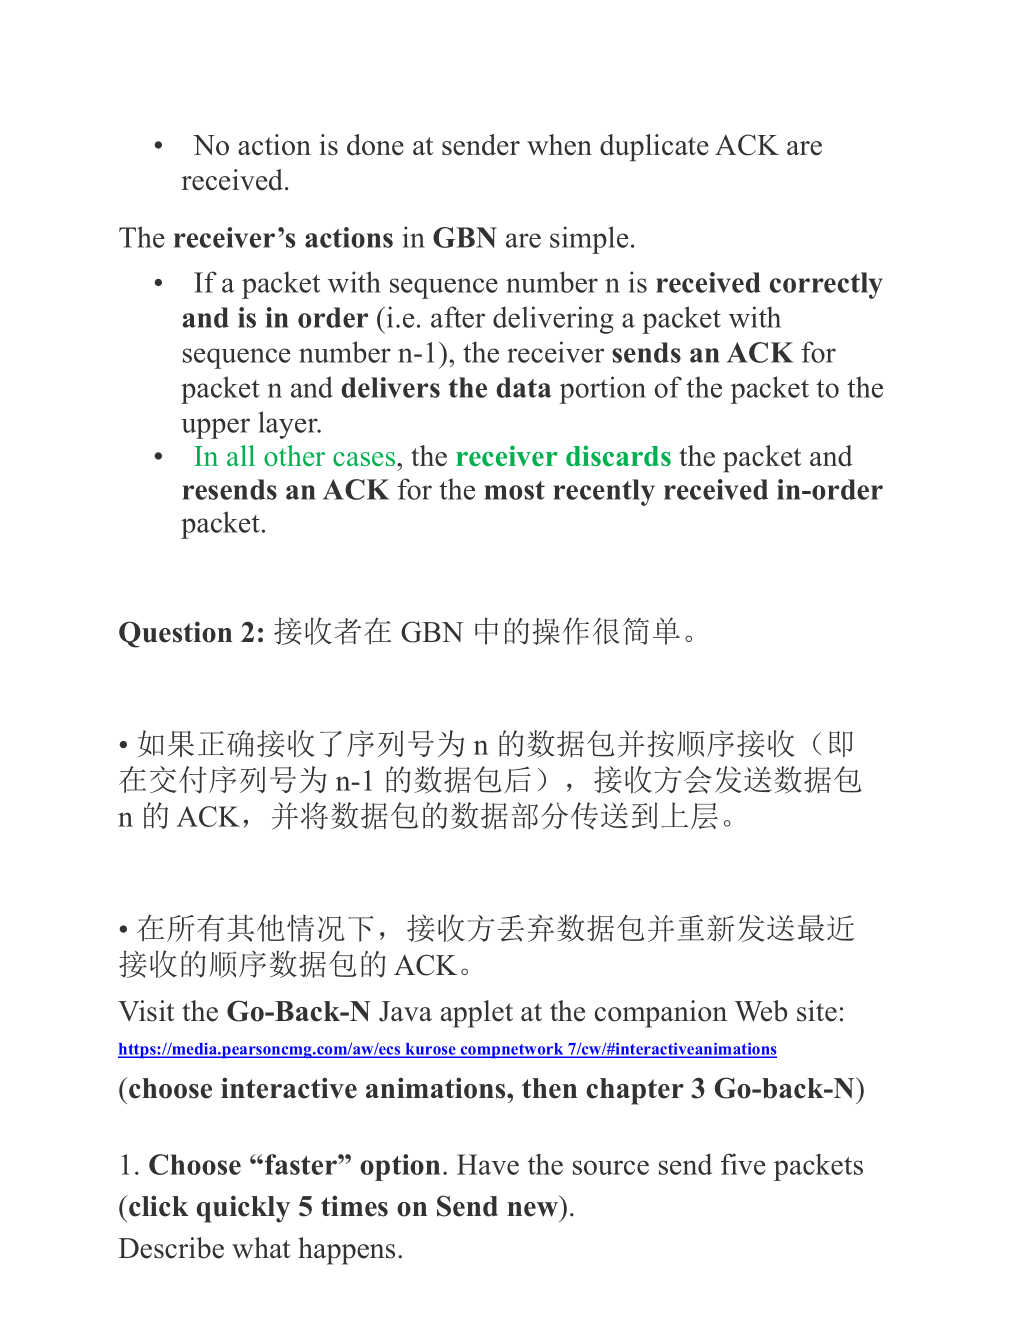 • No action is done at sender when duplicate ACK are
received.
The receiver’s actions in GBN are simple.
• If a packet with sequence number n is received correctly
and is in order (i.e. after delivering a packet with
sequence number n-1), the receiver sends an ACK for
packet n and delivers the data portion of the packet to the
upper layer.
• In all other cases, the receiver discards the packet and
resends an ACK for the most recently received in-order
packet.
Question 2: 接收者在 GBN 中的操作很简单。
• 如果正确接收了序列号为 n 的数据包并按顺序接收（即
在交付序列号为 n-1 的数据包后），接收方会发送数据包
n 的 ACK，并将数据包的数据部分传送到上层。
• 在所有其他情况下，接收方丢弃数据包并重新发送最近
接收的顺序数据包的 ACK。
Visit the Go-Back-N Java applet at the companion Web site:
https://media.pearsoncmg.com/aw/ecs kurose compnetwork 7/cw/#interactiveanimations
(choose interactive animations, then chapter 3 Go-back-N)
1. Choose “faster” option. Have the source send five packets
(click quickly 5 times on Send new).
Describe what happens.